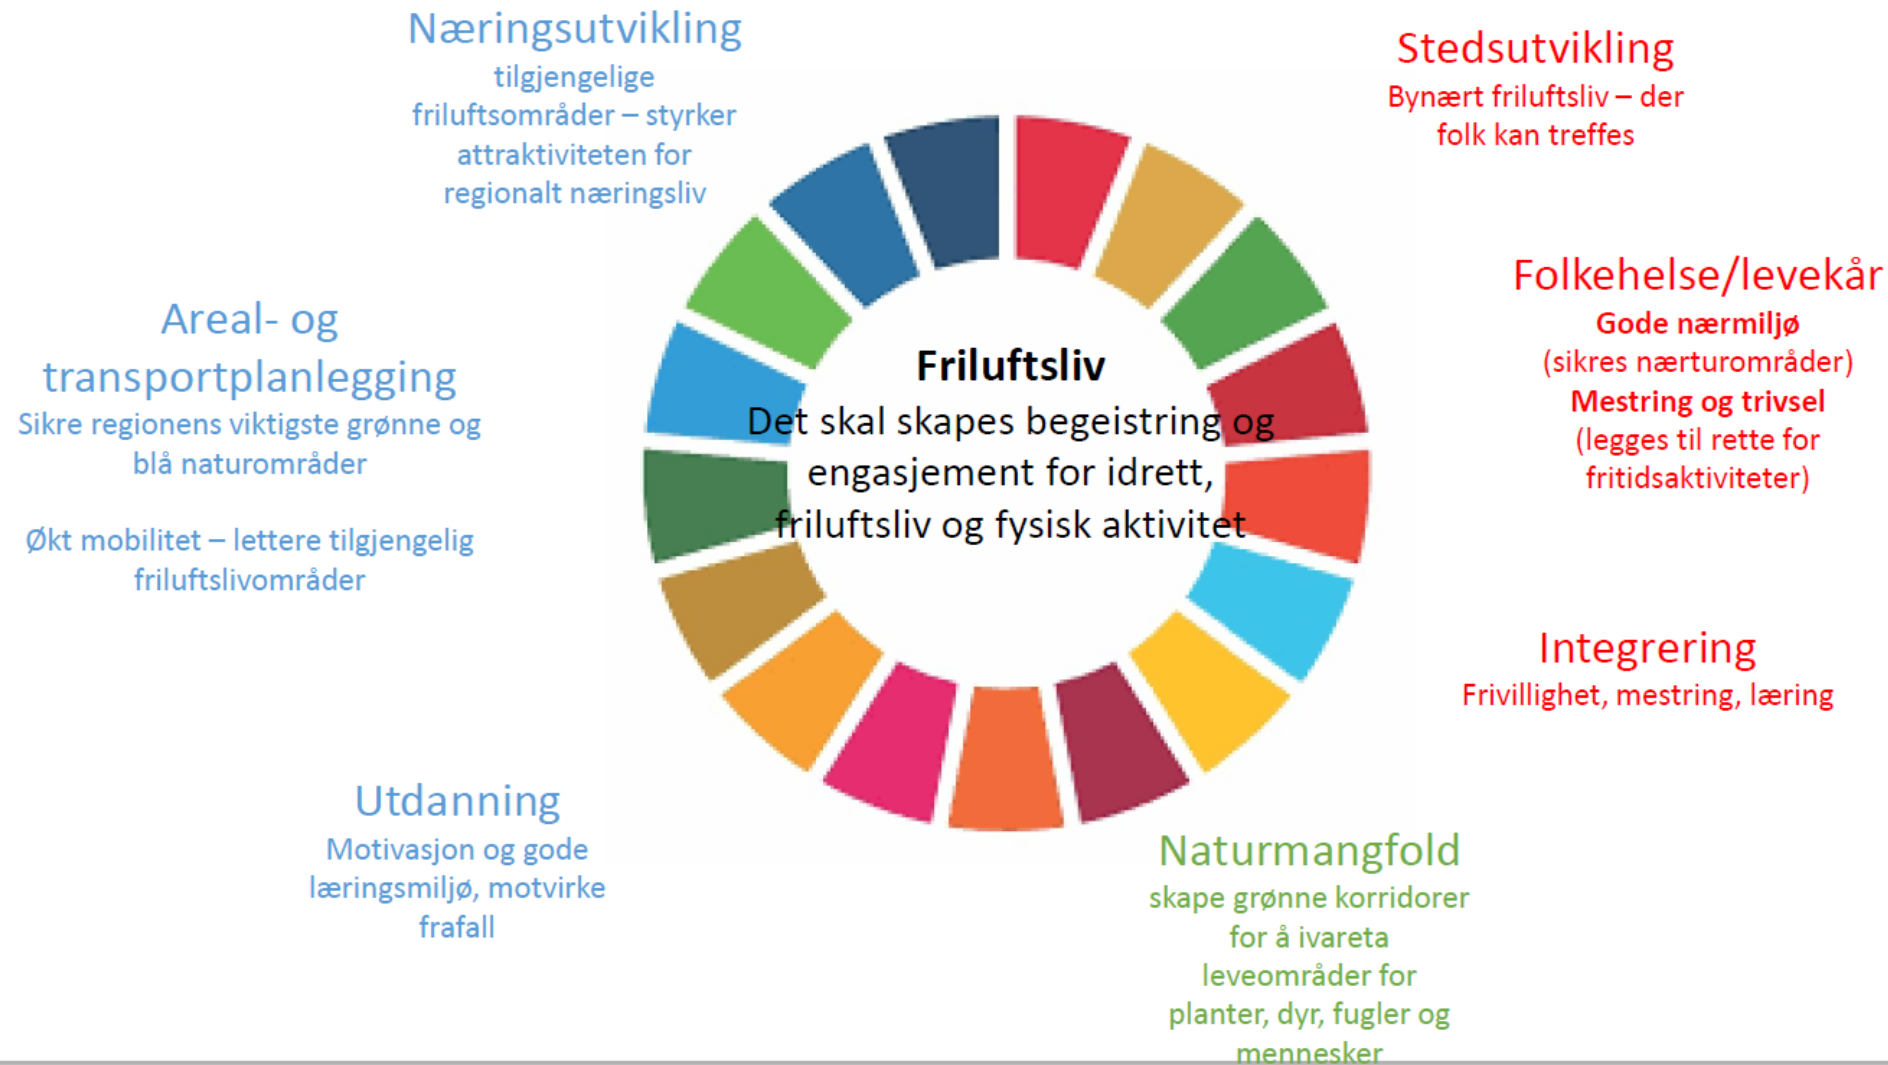 Næringsutvikling
tilgjengelige
friluftsområder – styrker
attraktiviteten for
regionalt næringsliv
Stedsutvikling
Bynært friluftsliv – der
folk kan treffes
Areal- og
transportplanlegging
Sikre regionens viktigste grønne og
blå naturområder
Økt mobilitet – lettere tilgjengelig
friluftslivområder
Friluftsliv
Det skal skapes begeistring og
engasjement for idrett,
friluftsliv og fysisk aktivitet
Folkehelse/levekår
Gode nærmiljø
(sikres nærturområder)
Mestring og trivsel
(legges til rette for
fritidsaktiviteter)
Integrering
Frivillighet, mestring, læring
Utdanning
Motivasjon og gode
læringsmiljø, motvirke
frafall
Naturmangfold
skape grønne korridorer
for å ivareta
leveområder for
planter, dyr, fugler og
mennesker